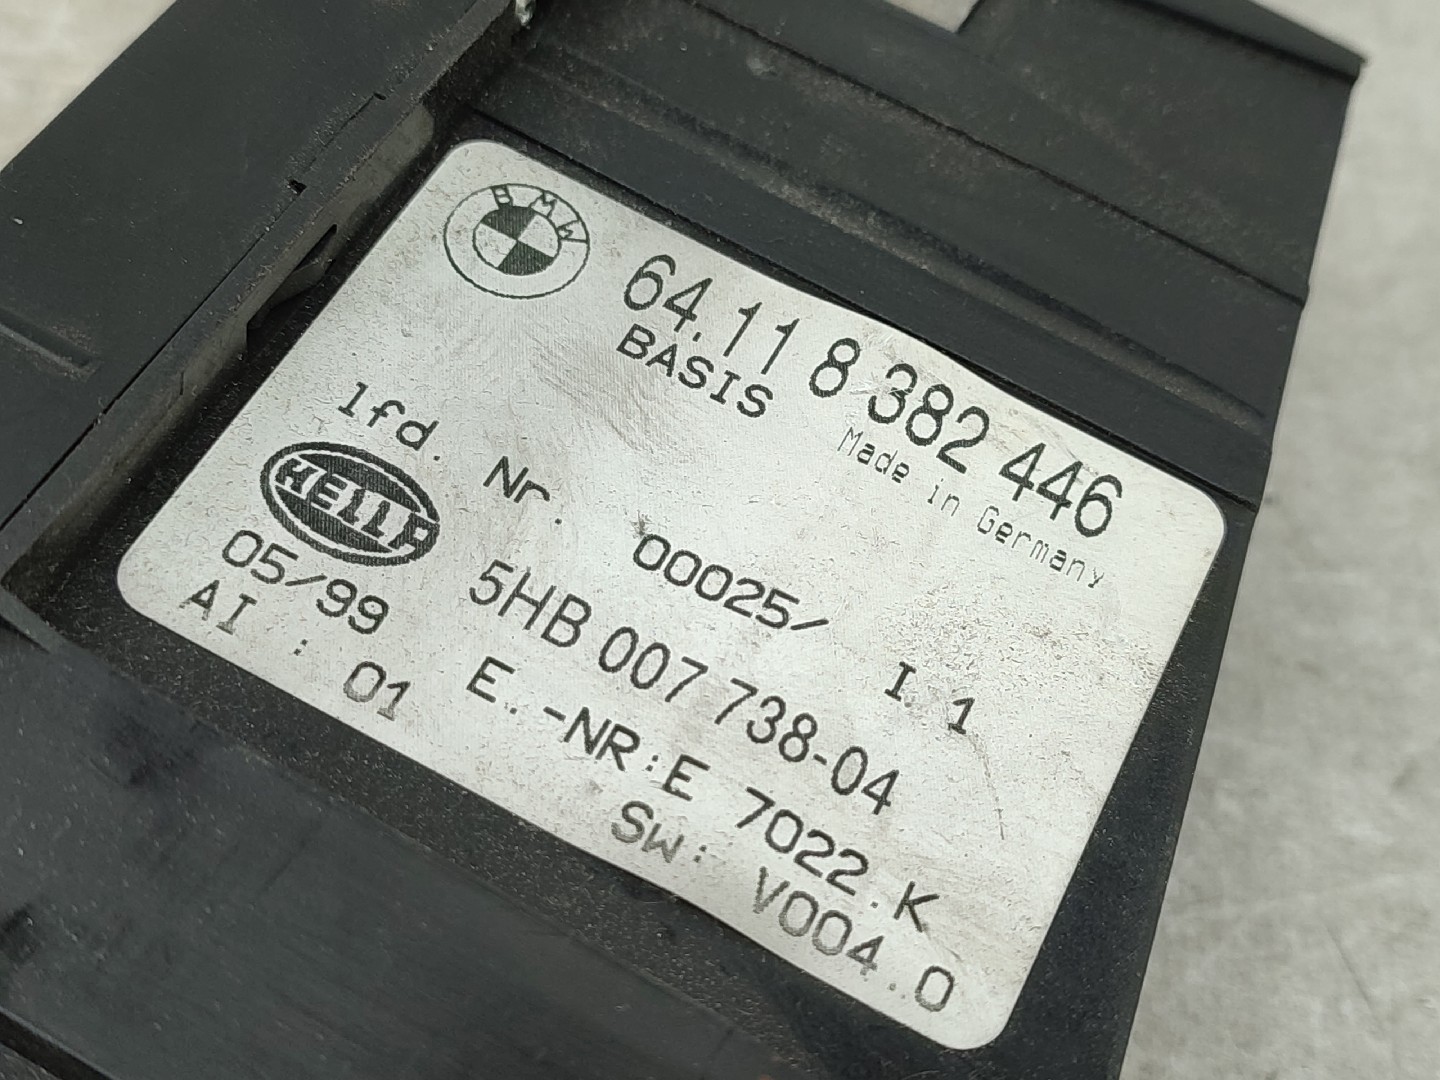 BMW
64.11 8 382 446
BASIS
Made in Germany
lfd. Nr. 00025/ I.1
HELLA
5HB 007 738-04
05/99 E.-NR:E 7022.K
AI : 01 SW: V004.0